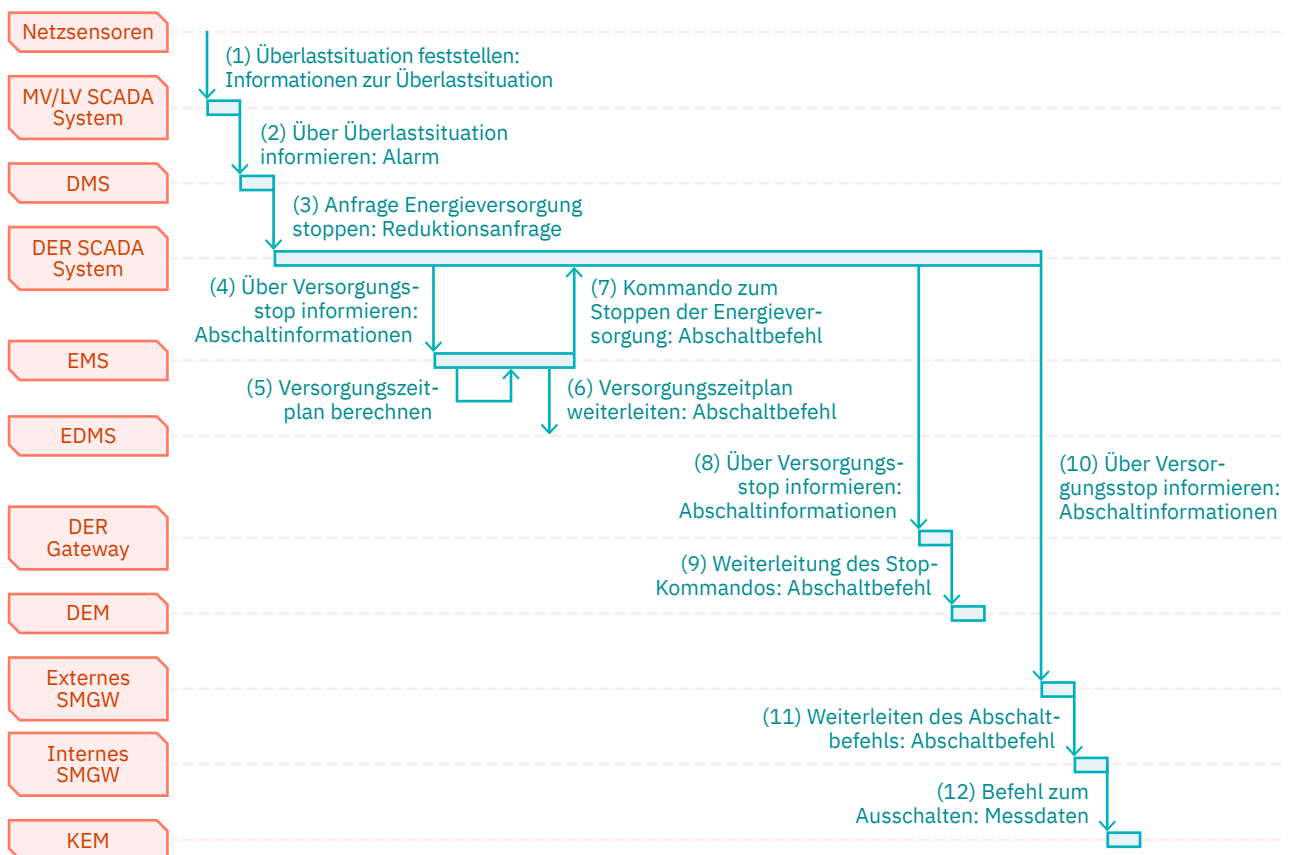 Netzsensoren
(1) Überlastsituation feststellen:
Informationen zur Überlastsituation
MV/LV SCADA
System
(2) Über Überlastsituation
informieren: Alarm
DMS
(3) Anfrage Energieversorgung
stoppen: Reduktionsanfrage
DER SCADA
System
(4) Über Versorgungs-
stop informieren:
Abschaltinformationen
(7) Kommando zum
Stoppen der Energiever-
sorgung: Abschaltbefehl
EMS
(5) Versorgungszeit-
plan berechnen
(6) Versorgungszeitplan
weiterleiten: Abschaltbefehl
EDMS
(8) Über Versorgungs-
stop informieren:
Abschaltinformationen
(10) Über Versor-
gungsstop informieren:
Abschaltinformationen
DER
Gateway
(9) Weiterleitung des Stop-
Kommandos: Abschaltbefehl
DEM
Externes
SMGW
(11) Weiterleiten des Abschalt-
befehls: Abschaltbefehl
Internes
SMGW
(12) Befehl zum
Ausschalten: Messdaten
KEM